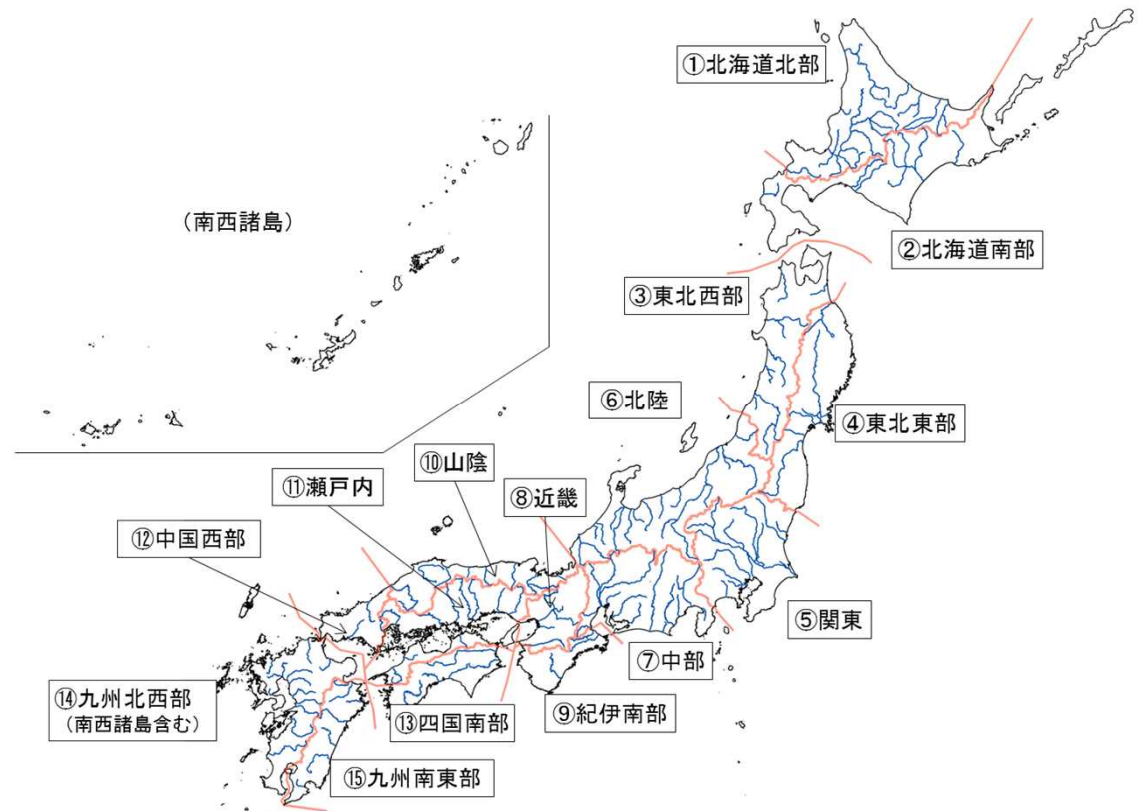 ①北海道北部
②北海道南部
③東北西部
④東北東部
⑤関東
⑥北陸
⑦中部
⑧近畿
⑨紀伊南部
⑩山陰
⑪瀬戸内
⑫中国西部
⑬四国南部
⑭九州北西部
(南西諸島含む)
⑮九州南東部
(南西諸島)